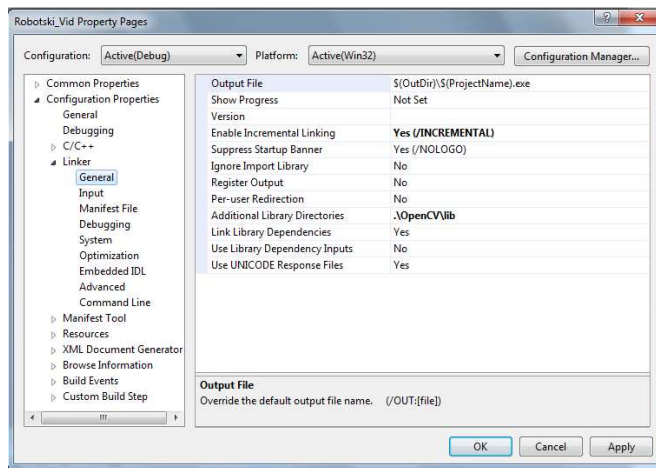 Robotski_Vid Property Pages
Configuration: Active(Debug) Platform: Active(Win32) Configuration Manager...
Common Properties
Configuration Properties
General
Debugging
C/C++
Linker
General
Input
Manifest File
Debugging
System
Optimization
Embedded IDL
Advanced
Command Line
Manifest Tool
Resources
XML Document Generator
Browse Information
Build Events
Custom Build Step
Output File $(OutDir)\$(ProjectName).exe
Show Progress Not Set
Version
Enable Incremental Linking Yes (/INCREMENTAL)
Suppress Startup Banner Yes (/NOLOGO)
Ignore Import Library No
Register Output No
Per-user Redirection No
Additional Library Directories .\OpenCV\lib
Link Library Dependencies Yes
Use Library Dependency Inputs No
Use UNICODE Response Files Yes
Output File
Override the default output file name. (/OUT:[file])
OK Cancel Apply